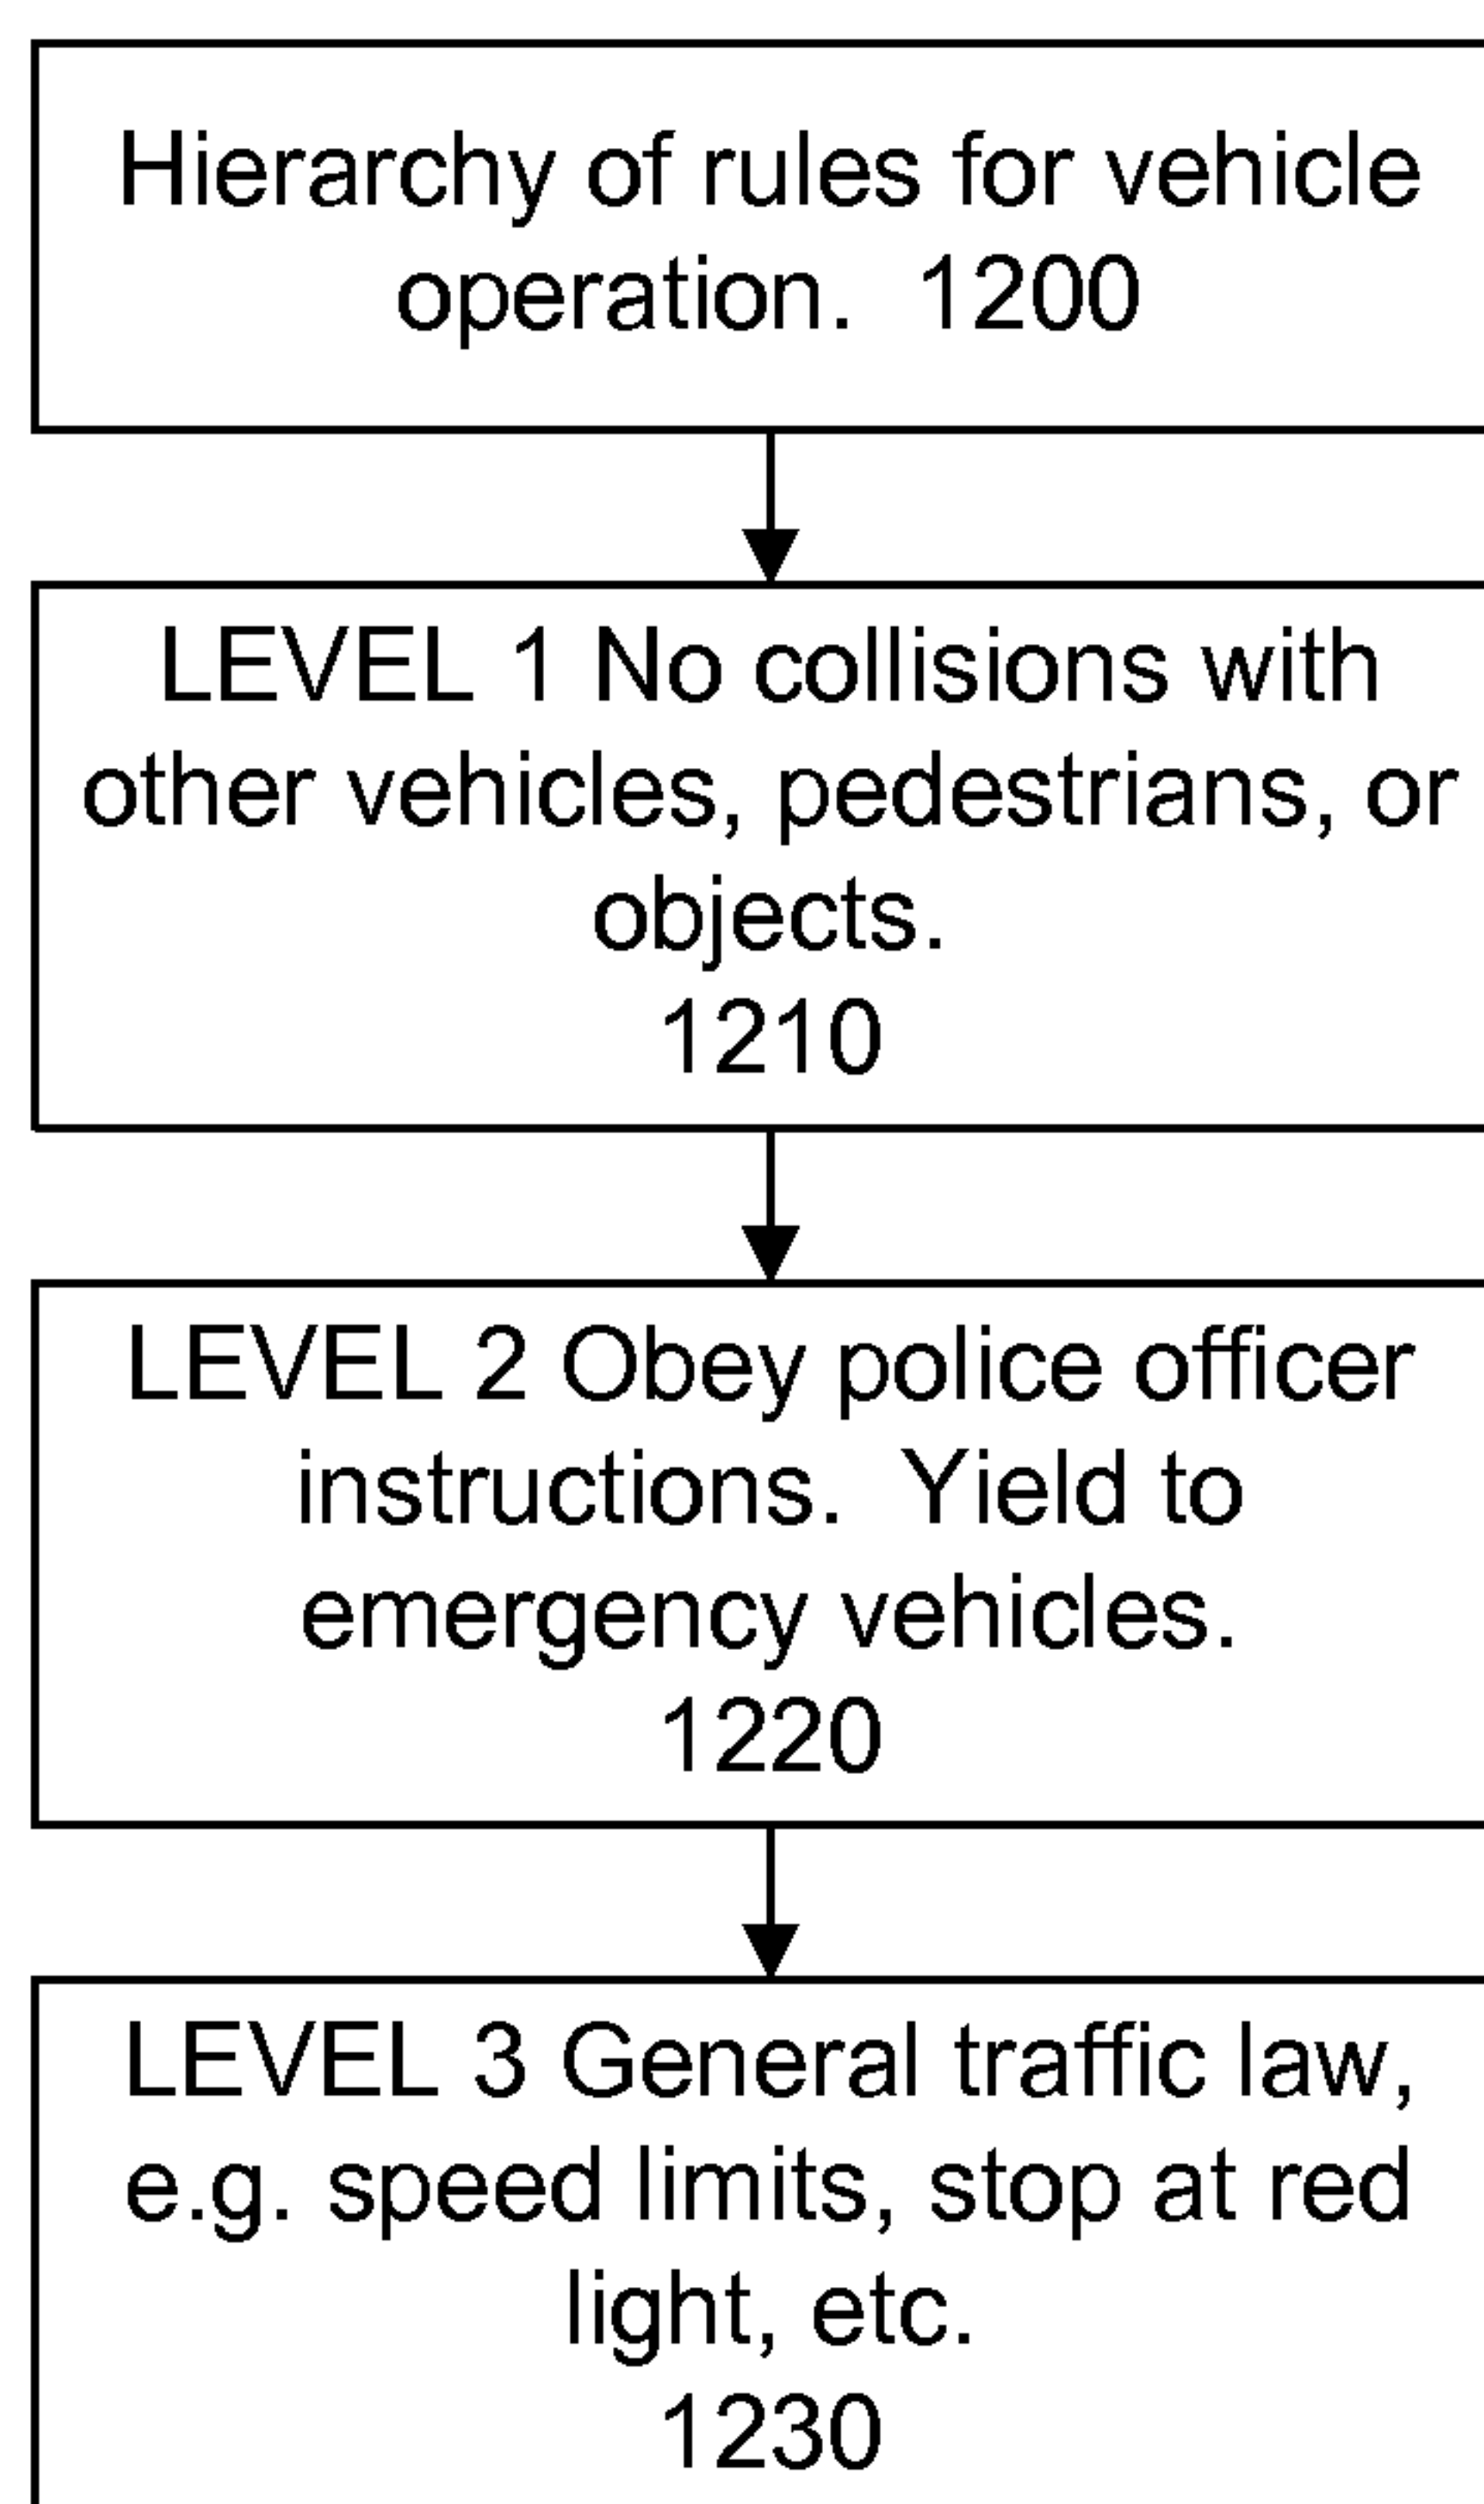 Hierarchy of rules for vehicle
operation.  1200
LEVEL 1 No collisions with
other vehicles, pedestrians, or
objects.
1210
LEVEL 2 Obey police officer
instructions.  Yield to
emergency vehicles.
1220
LEVEL 3 General traffic law,
e.g. speed limits, stop at red
light, etc.
1230